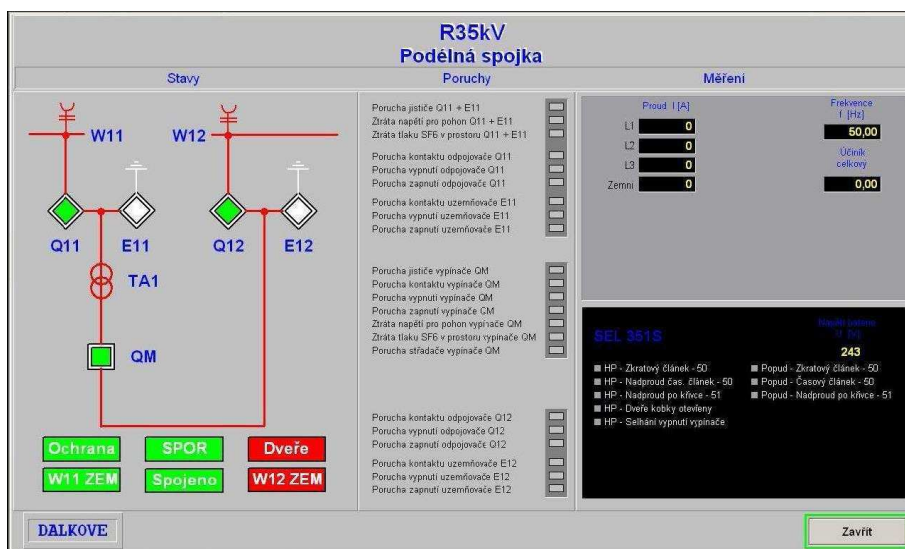 R35kV
Podélná spojka
Stavy
Poruchy
Měření
W11
W12
Q11
E11
Q12
E12
TA1
QM
Ochrana
SPOR
Dveře
W11 ZEM
Spojeno
W12 ZEM
Porucha jističe Q11 + E11
Ztráta napětí pro pohon Q11 + E11
Ztráta tlaku SF6 v prostoru Q11 + E11
Porucha kontaktu odpojovače Q11
Porucha vypnutí odpojovače Q11
Porucha zapnutí odpojovače Q11
Porucha kontaktu uzemňovače E11
Porucha vypnutí uzemňovače E11
Porucha zapnutí uzemňovače E11
Porucha jističe vypínače QM
Porucha kontaktu vypínače QM
Porucha vypnutí vypínače QM
Porucha zapnutí vypínače QM
Ztráta napětí pro pohon vypínače QM
Ztráta tlaku SF6 v prostoru vypínače QM
Porucha střadače vypínače QM
Porucha kontaktu odpojovače Q12
Porucha vypnutí odpojovače Q12
Porucha zapnutí odpojovače Q12
Porucha kontaktu uzemňovače E12
Porucha vypnutí uzemňovače E12
Porucha zapnutí uzemňovače E12
Proud I [A]
L1 0
L2 0
L3 0
Zemní 0
Frekvence
f [Hz]
50,00
Účiník
celkový
0,00
SEL 351S
Napětí baterie
243
HP - Zkratový článek - 50
HP - Nadproud čas. článek - 50
HP - Nadproud po křivce - 51
HP - Dveře kobky otevřeny
HP - Selhání vypnutí vypínače
Popud - Zkratový článek - 50
Popud - Časový článek - 50
Popud - Nadproud po křivce - 51
DALKOVE
Zavřít